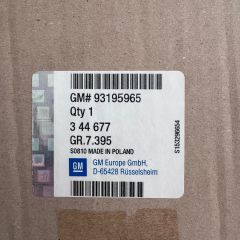 GM# 93195965
Qty 1
3 44 677
GR.7.395
S0810 MADE IN POLAND
GM
GM Europe GmbH,
D-65428 Rüsselsheim
S153296654